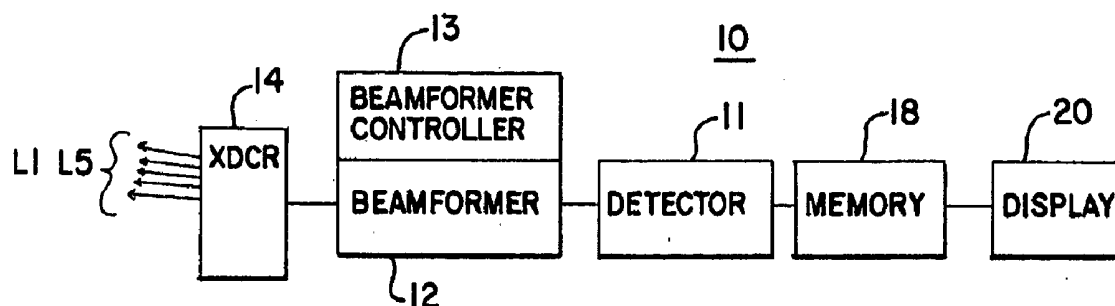 10
13
14
BEAMFORMER
CONTROLLER
11
18
20
L1 L5
XDCR
BEAMFORMER
DETECTOR
MEMORY
DISPLAY
12